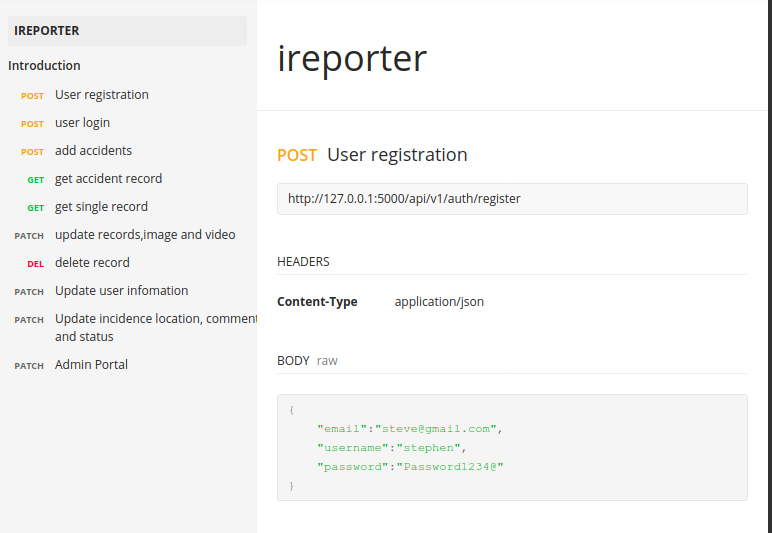 IREPORTER
Introduction
POST User registration
POST user login
POST add accidents
GET get accident record
GET get single record
PATCH update records,image and video
DEL delete record
PATCH Update user infomation
PATCH Update incidence location, comment
and status
PATCH Admin Portal
ireporter
POST User registration
http://127.0.0.1:5000/api/v1/auth/register
HEADERS
Content-Type application/json
BODY raw
{
"email":"steve@gmail.com",
"username":"stephen",
"password":"Password1234@"
}